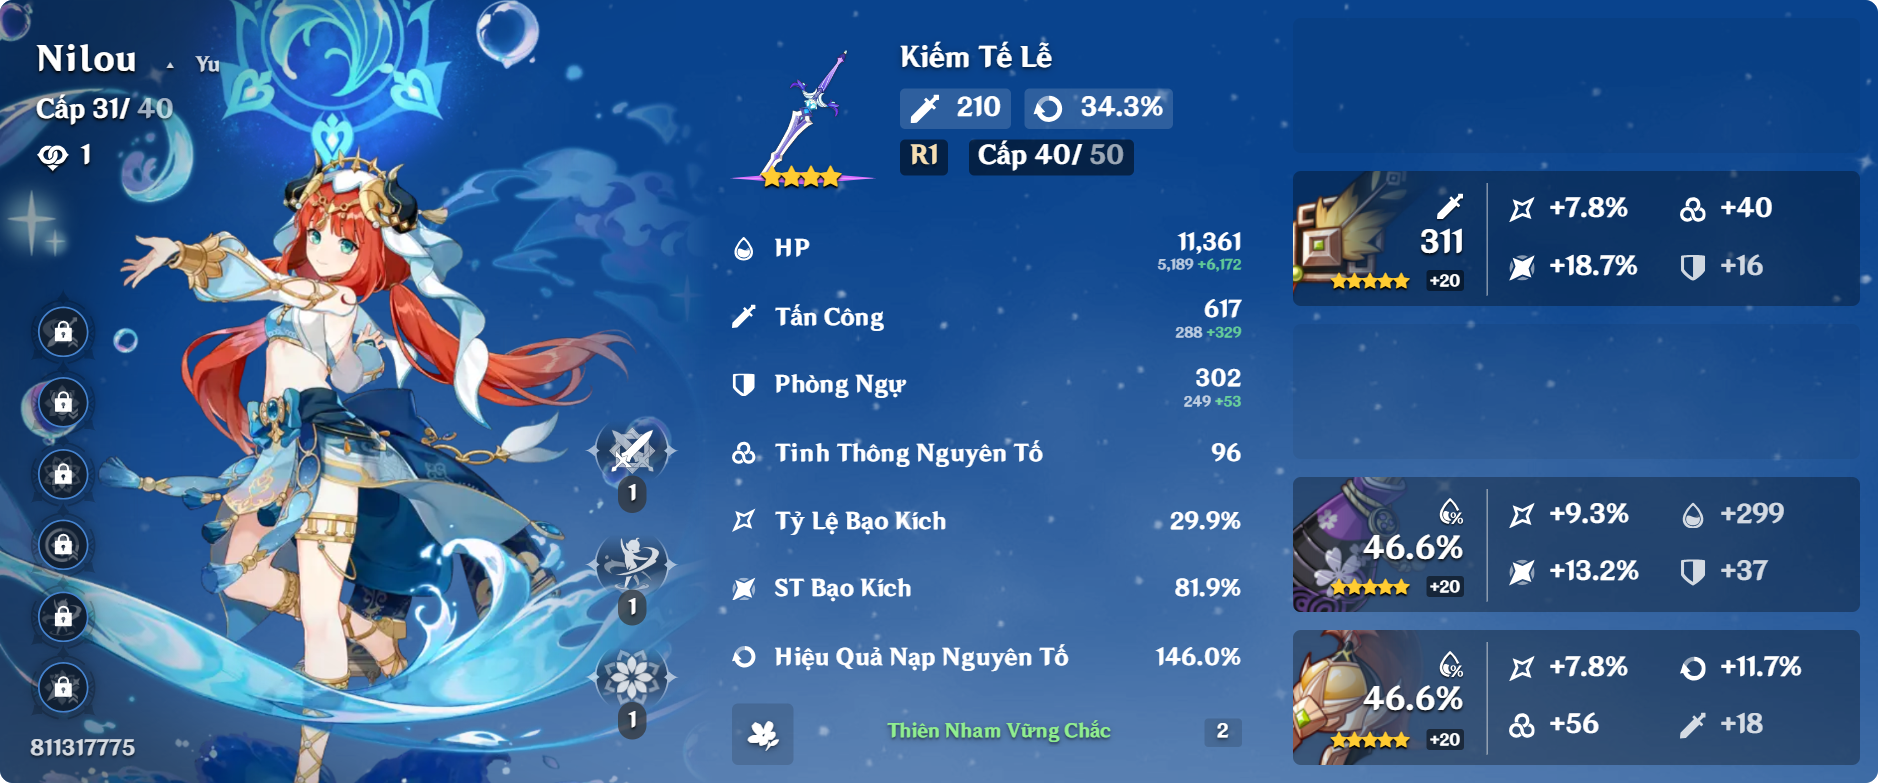 Nilou ▲ Yu
Cấp 31/ 40
1
1
1
1
811317775
Kiếm Tế Lễ
210 34.3%
R1 Cấp 40/ 50
HP 11,361
5,189 +6,172
Tấn Công 617
288 +329
Phòng Ngự 302
249 +53
Tinh Thông Nguyên Tố 96
Tỷ Lệ Bạo Kích 29.9%
ST Bạo Kích 81.9%
Hiệu Quả Nạp Nguyên Tố 146.0%
Thiên Nham Vững Chắc 2
311
+20
+7.8% +40
+18.7% +16
46.6%
+20
+9.3% +299
+13.2% +37
46.6%
+20
+7.8% +11.7%
+56 +18